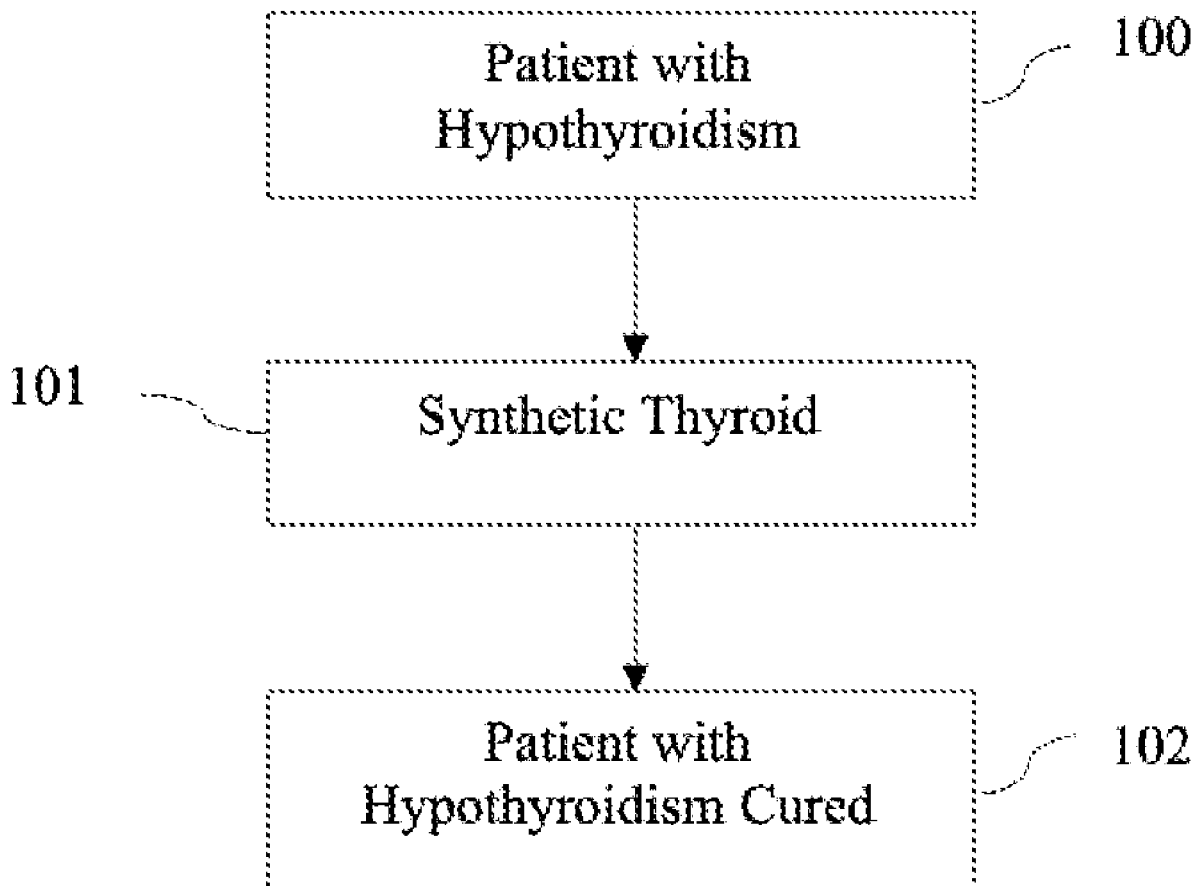 Patient with
Hypothyroidism
100
101
Synthetic Thyroid
Patient with
Hypothyroidism Cured
102